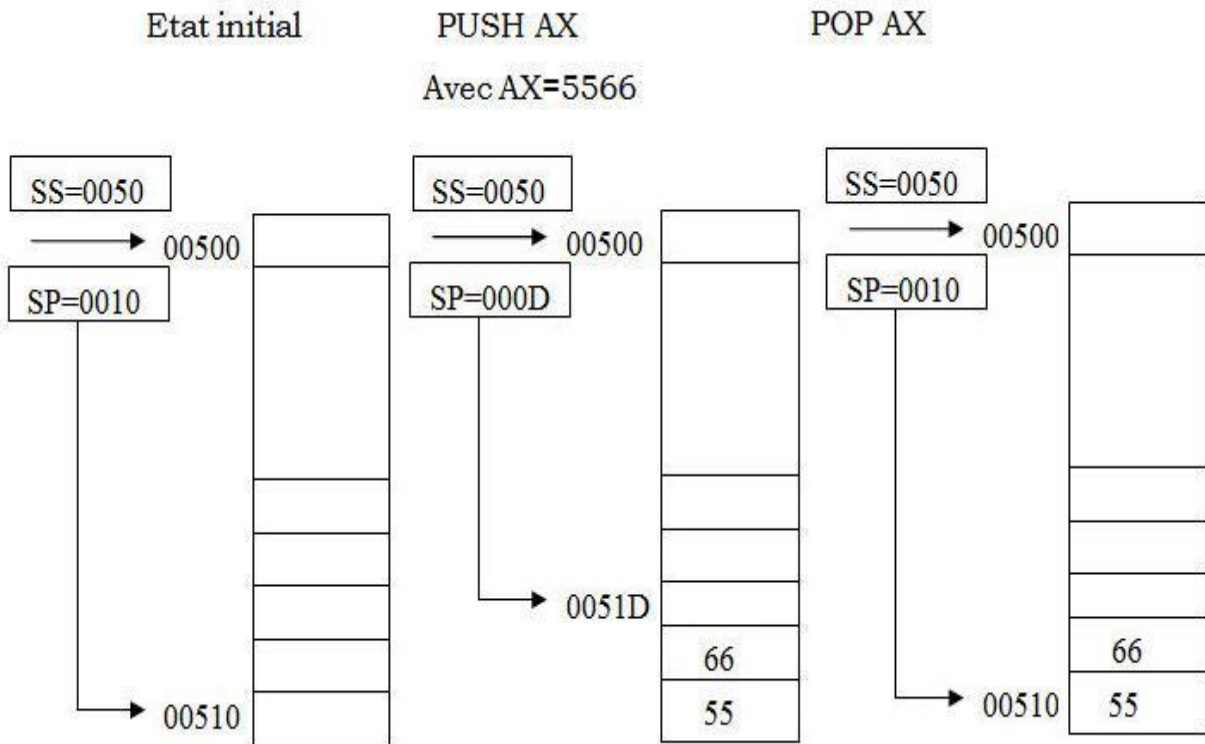 Etat initial
PUSH AX
POP AX
Avec AX=5566
SS=0050
00500
SP=0010
00510
SS=0050
00500
SP=000D
0051D
66
55
SS=0050
00500
SP=0010
00510
66
55